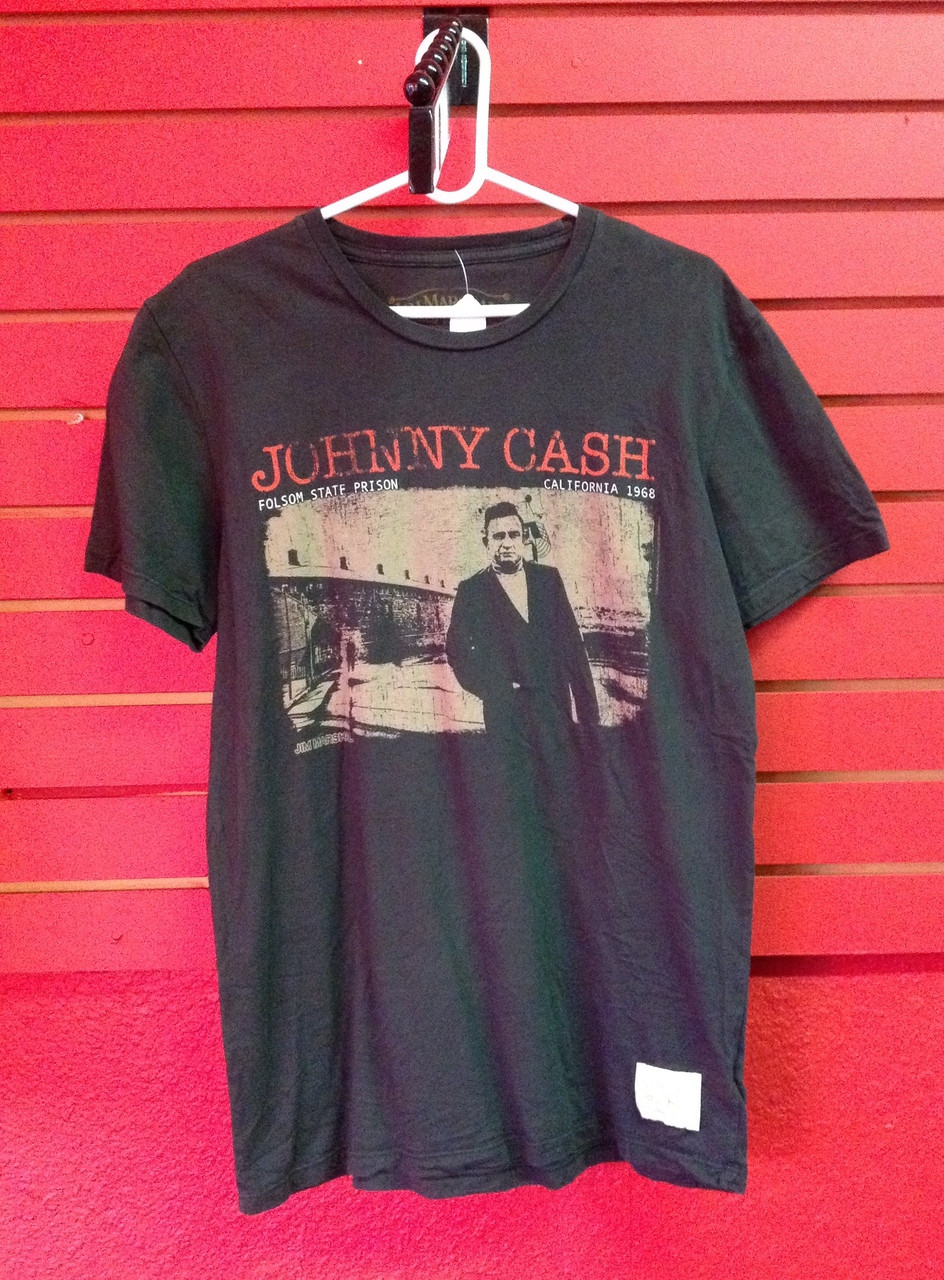 JOHNNY CASH
FOLSOM STATE PRISON
CALIFORNIA 1968